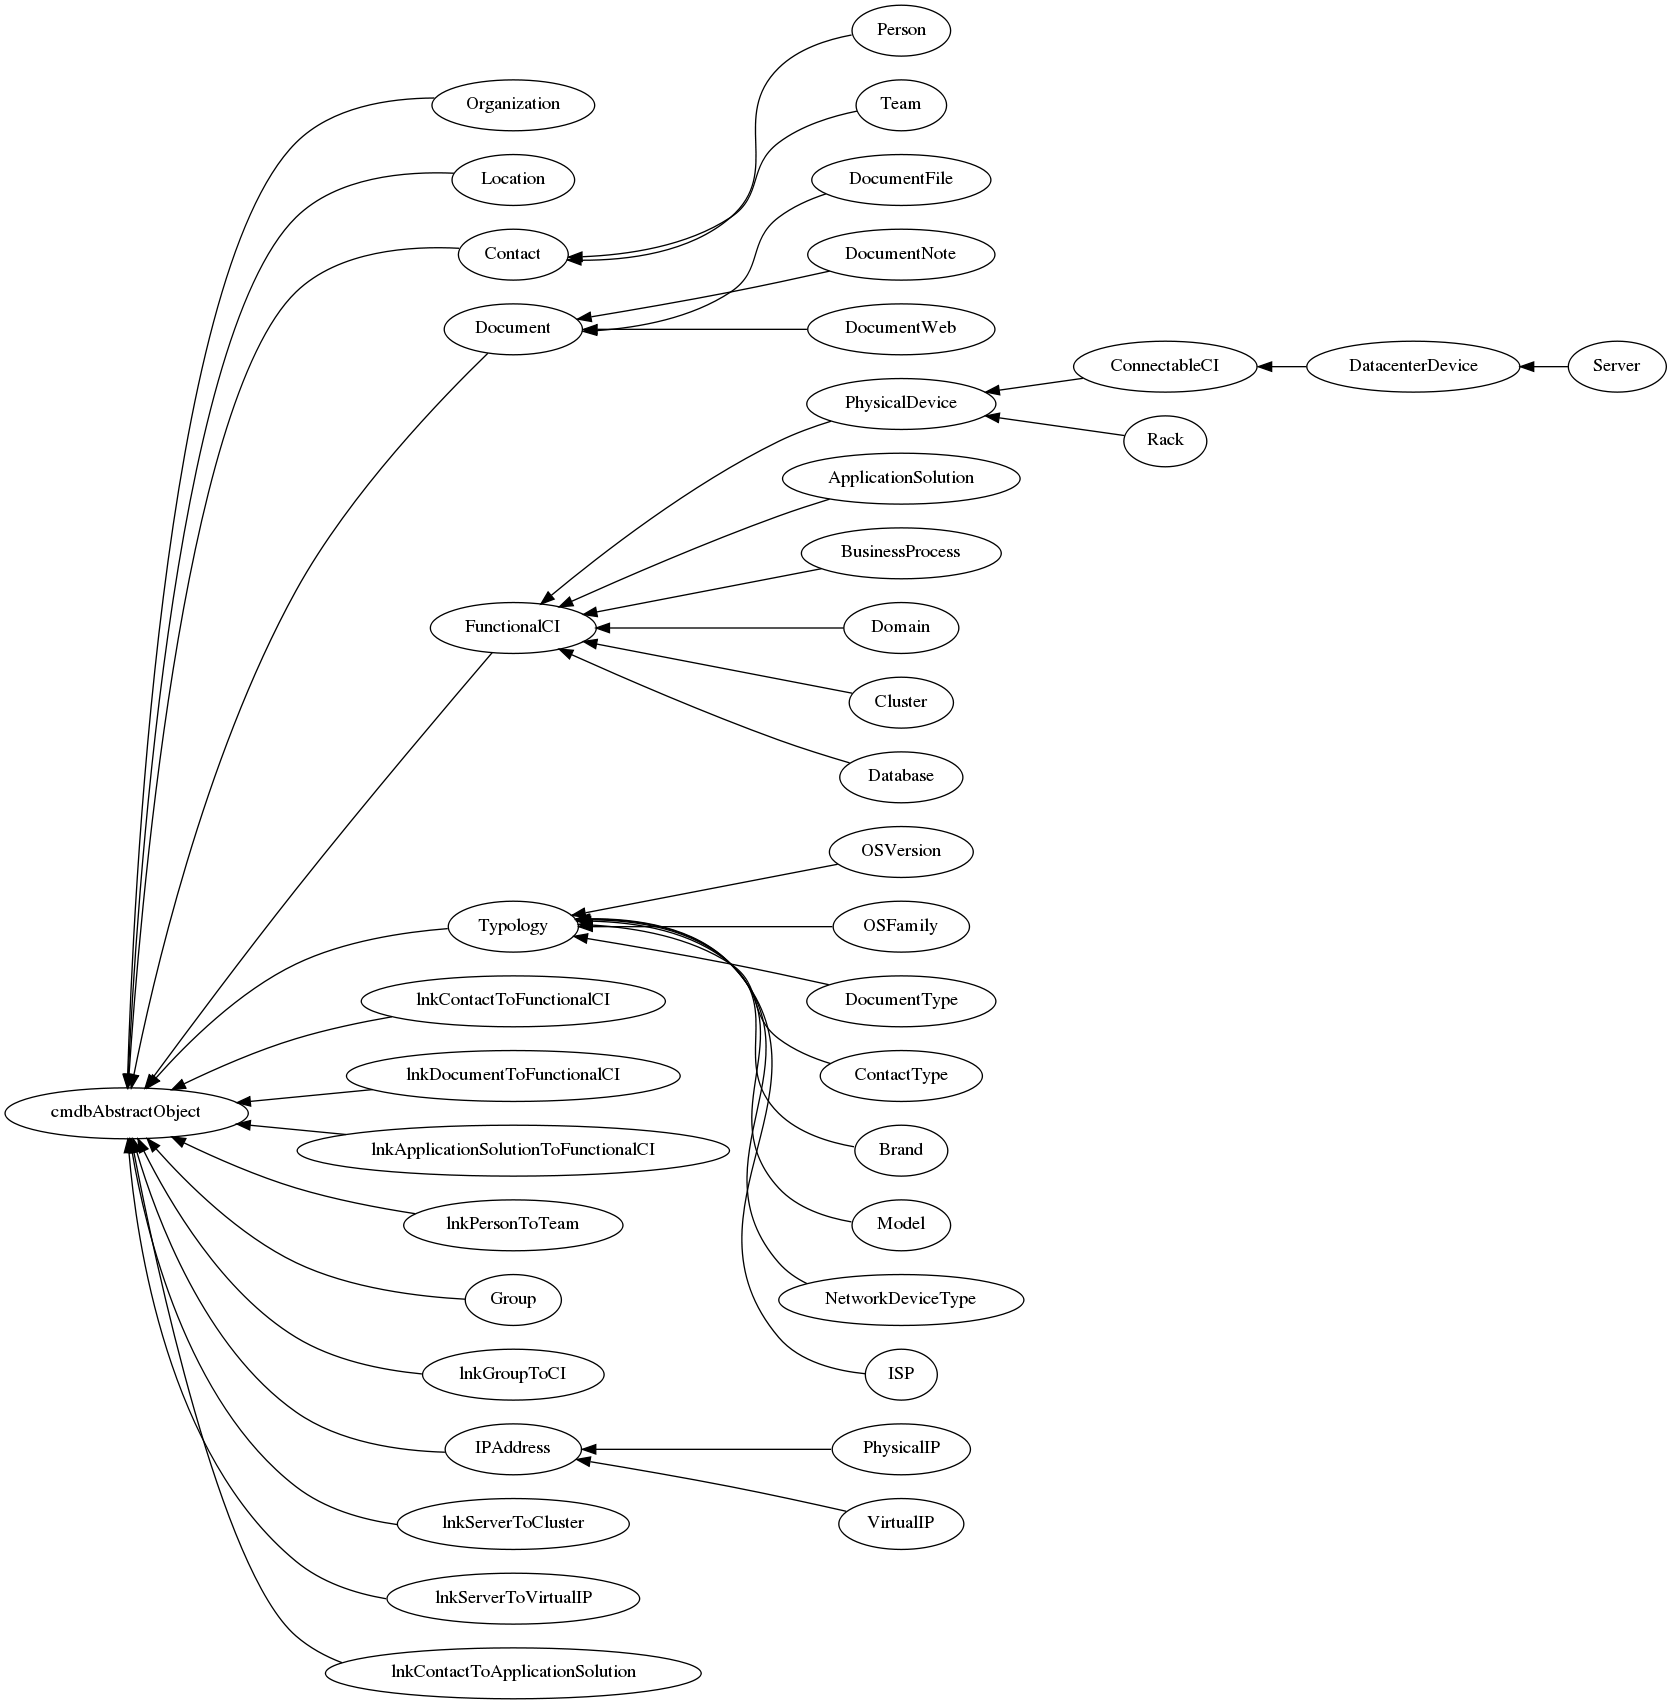 Person
Organization
Team
Location
DocumentFile
Contact
DocumentNote
Document
DocumentWeb
ConnectableCI
DatacenterDevice
Server
PhysicalDevice
Rack
ApplicationSolution
BusinessProcess
FunctionalCI
Domain
Cluster
Database
OSVersion
Typology
OSFamily
lnkContactToFunctionalCI
DocumentType
lnkDocumentToFunctionalCI
ContactType
cmdbAbstractObject
lnkApplicationSolutionToFunctionalCI
Brand
lnkPersonToTeam
Model
Group
NetworkDeviceType
lnkGroupToCI
ISP
IPAddress
PhysicalIP
lnkServerToCluster
VirtualIP
lnkServerToVirtualIP
lnkContactToApplicationSolution